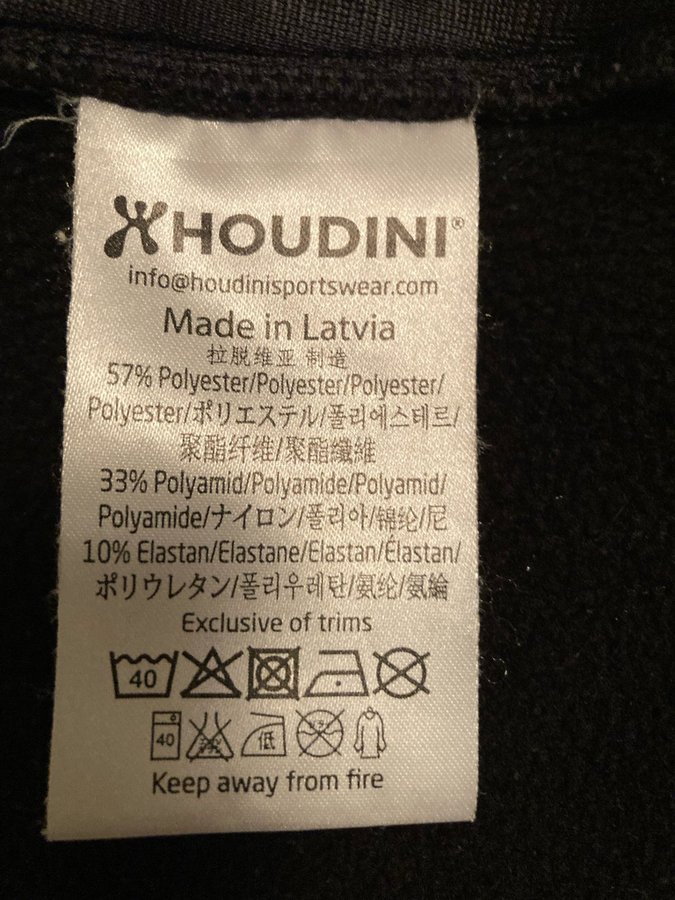 HOUDINI®
info@houdinisportswear.com
Made in Latvia
拉脱维亚 制造
57% Polyester/Polyester/Polyester/
Polyester/ポリエステル/폴리에스테르/
聚酯纤维/聚酯纖維
33% Polyamid/Polyamide/Polyamid/
Polyamide/ナイロン/폴리아/锦纶/尼
10% Elastan/Elastane/Elastan/Élastan/
ポリウレタン/폴리우레탄/氨纶/氨綸
Exclusive of trims
40
40 低
Keep away from fire